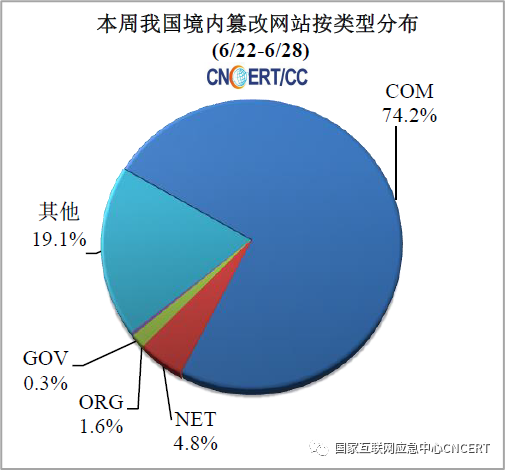 本周我国境内篡改网站按类型分布
(6/22-6/28)
CNCERT/CC
COM
74.2%
其他
19.1%
GOV
0.3%
ORG
1.6%
NET
4.8%
国家互联网应急中心CNCERT